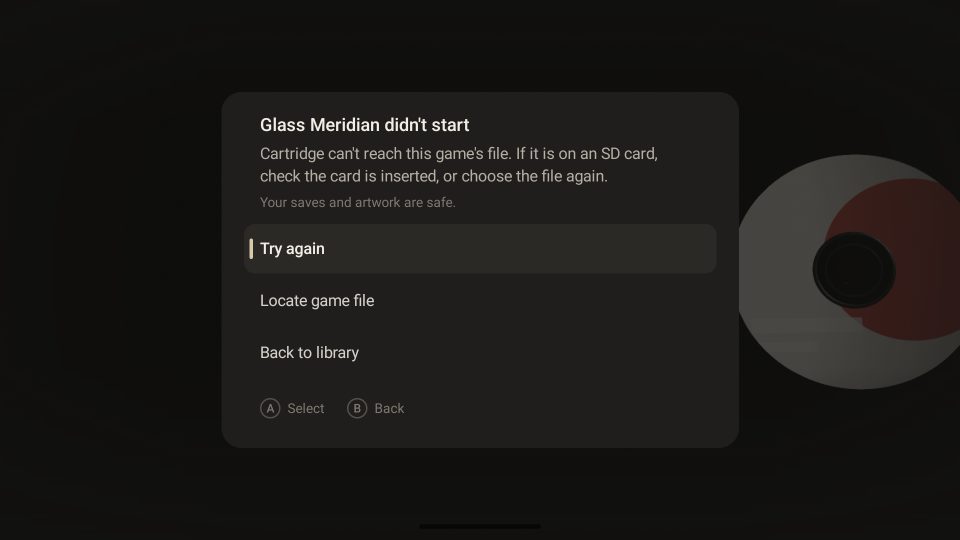 Glass Meridian didn't start
Cartridge can't reach this game's file. If it is on an SD card,
check the card is inserted, or choose the file again.
Your saves and artwork are safe.
Try again
Locate game file
Back to library
A Select B Back